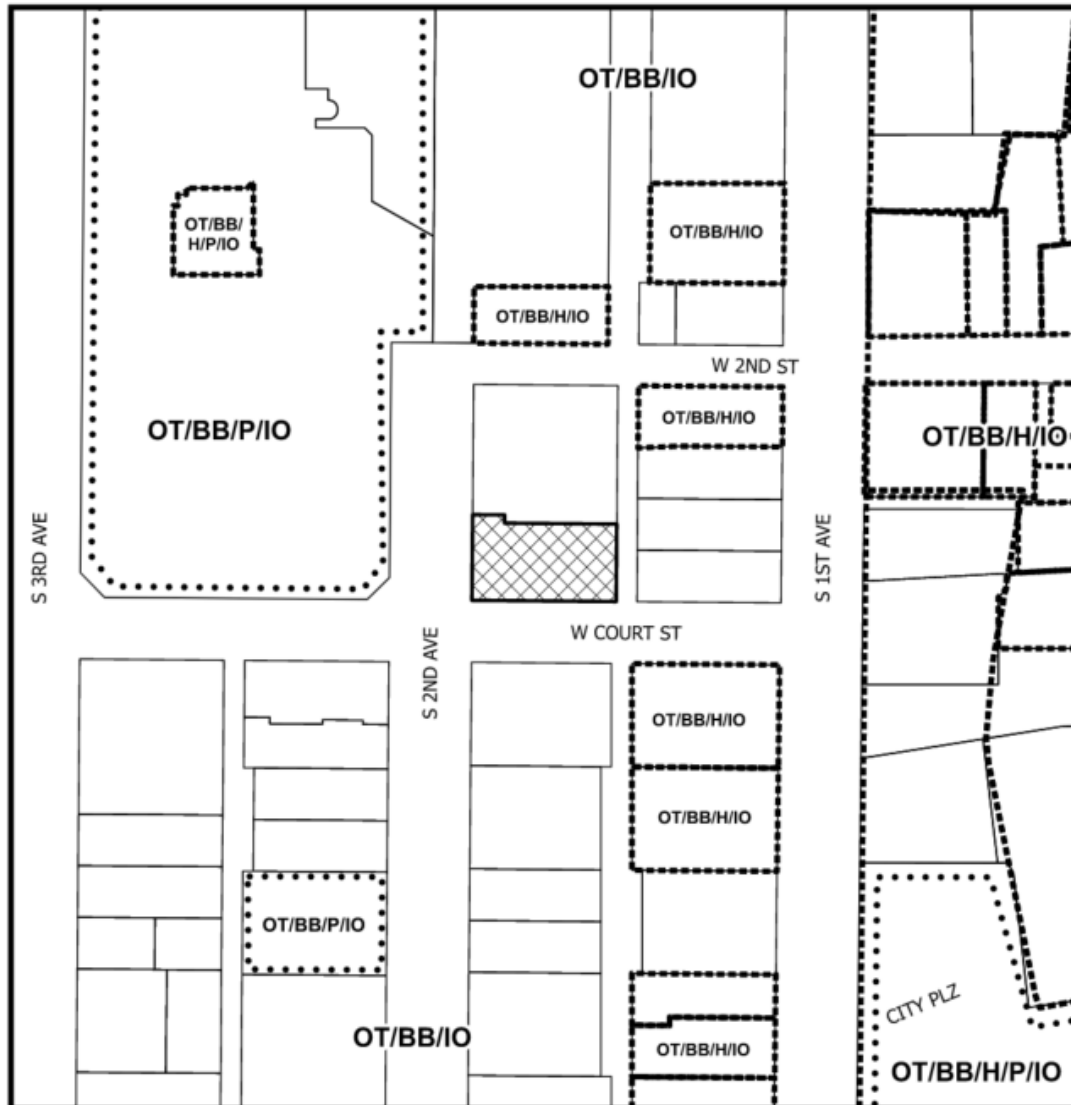 OT/BB/IO
OT/BB/
H/P/IO
OT/BB/H/IO
OT/BB/H/IO
W 2ND ST
OT/BB/H/IO
OT/BB/P/IO
OT/BB/H/IO
S 3RD AVE
S 1ST AVE
W COURT ST
S 2ND AVE
OT/BB/H/IO
OT/BB/H/IO
OT/BB/P/IO
CITY PLZ
OT/BB/IO
OT/BB/H/IO
OT/BB/H/P/IO